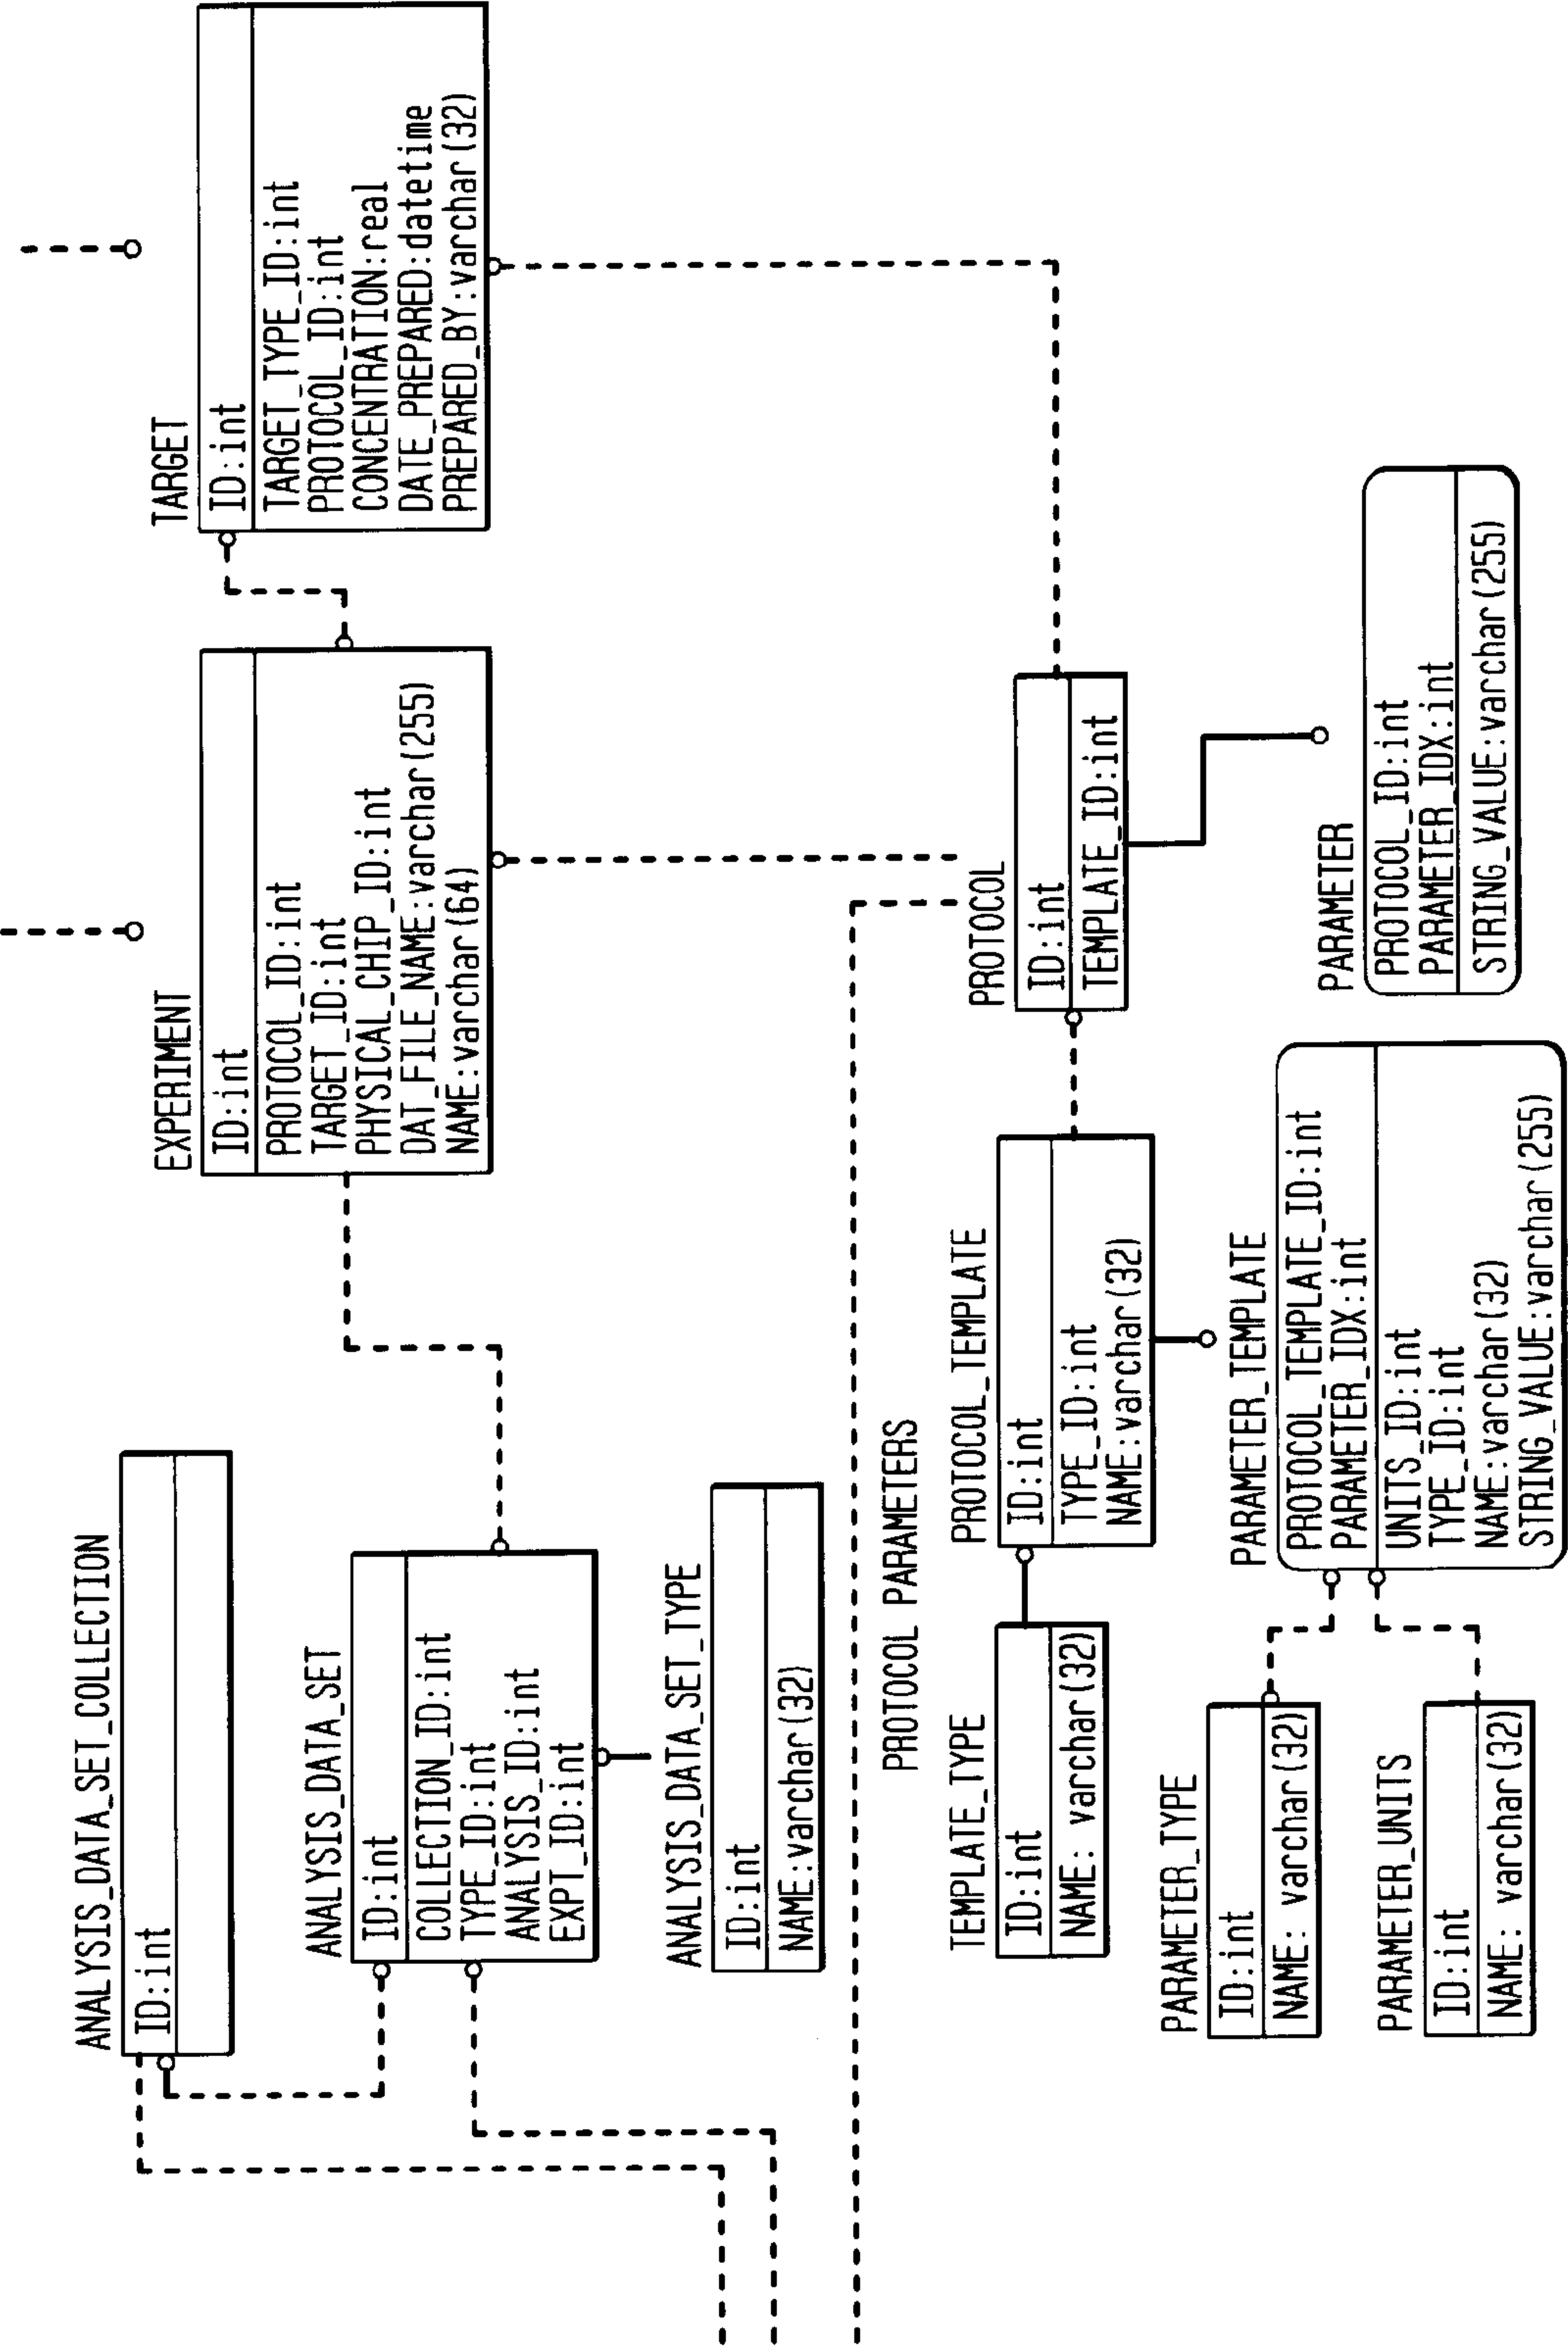 ANALYSIS_DATA_SET_COLLECTION
ID:int
ANALYSIS_DATA_SET
ID:int
COLLECTION_ID:int
TYPE_ID:int
ANALYSIS_ID:int
EXPT_ID:int
ANALYSIS_DATA_SET_TYPE
ID:int
NAME:varchar(32)
EXPERIMENT
ID:int
PROTOCOL_ID:int
TARGET_ID:int
PHYSICAL_CHIP_ID:int
DAT_FILE_NAME:varchar(255)
NAME:varchar(64)
TARGET
ID:int
TARGET_TYPE_ID:int
PROTOCOL_ID:int
CONCENTRATION:real
DATE_PREPARED:datetime
PREPARED_BY:varchar(32)
PROTOCOL PARAMETERS
TEMPLATE_TYPE
ID:int
NAME: varchar(32)
PROTOCOL_TEMPLATE
ID:int
TYPE_ID:int
NAME:varchar(32)
PROTOCOL
ID:int
TEMPLATE_ID:int
PARAMETER_TYPE
ID:int
NAME: varchar(32)
PARAMETER_UNITS
ID:int
NAME: varchar(32)
PARAMETER_TEMPLATE
PROTOCOL_TEMPLATE_ID:int
PARAMETER_IDX:int
UNITS_ID:int
TYPE_ID:int
NAME:varchar(32)
STRING_VALUE:varchar(255)
PARAMETER
PROTOCOL_ID:int
PARAMETER_IDX:int
STRING_VALUE:varchar(255)